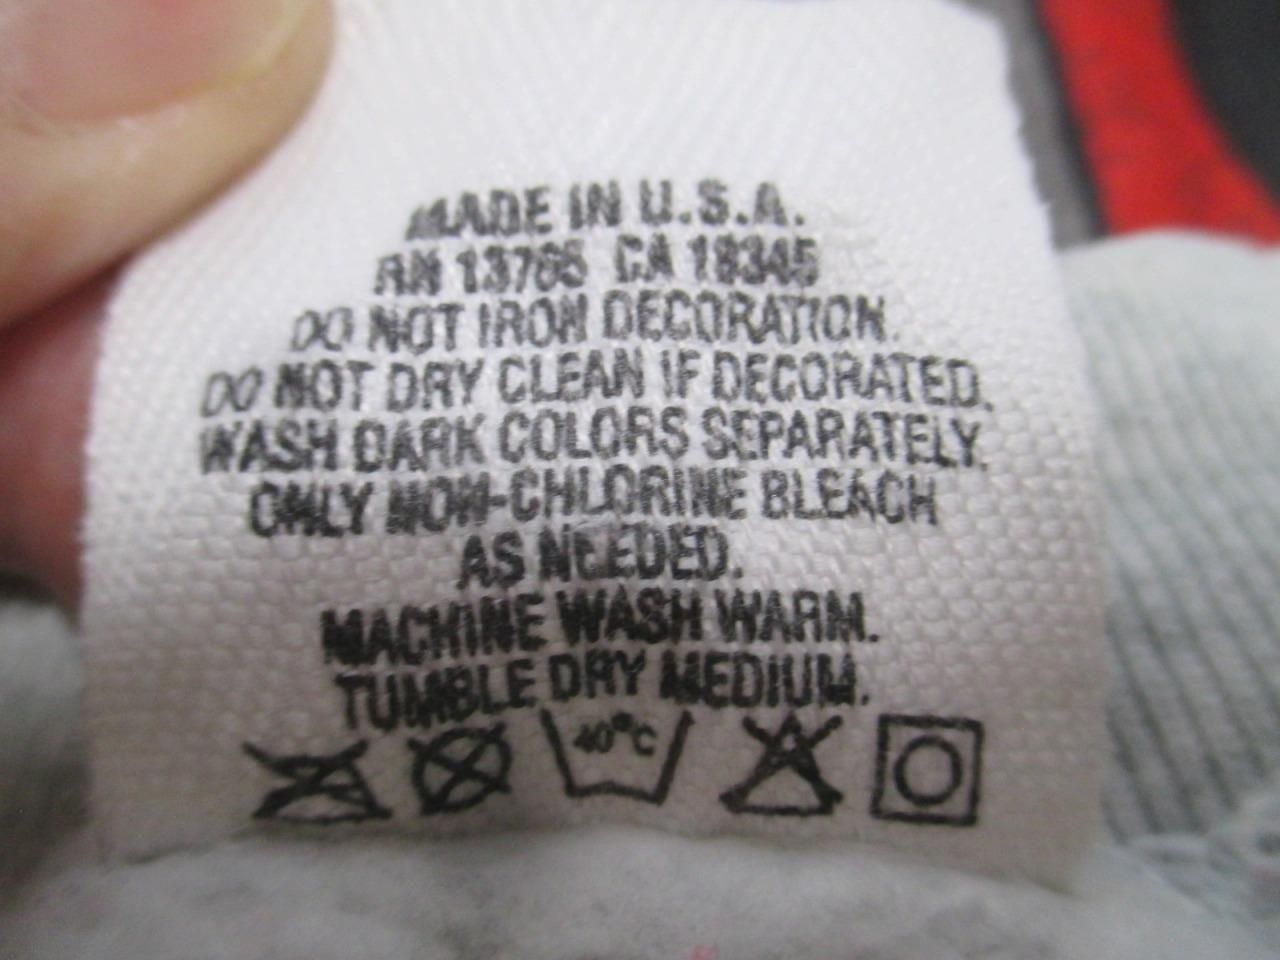 MADE IN U.S.A.
RN 13765 CA 18345
DO NOT IRON DECORATION.
DO NOT DRY CLEAN IF DECORATED.
WASH DARK COLORS SEPARATELY.
ONLY NON-CHLORINE BLEACH
AS NEEDED.
MACHINE WASH WARM.
TUMBLE DRY MEDIUM.
40°C